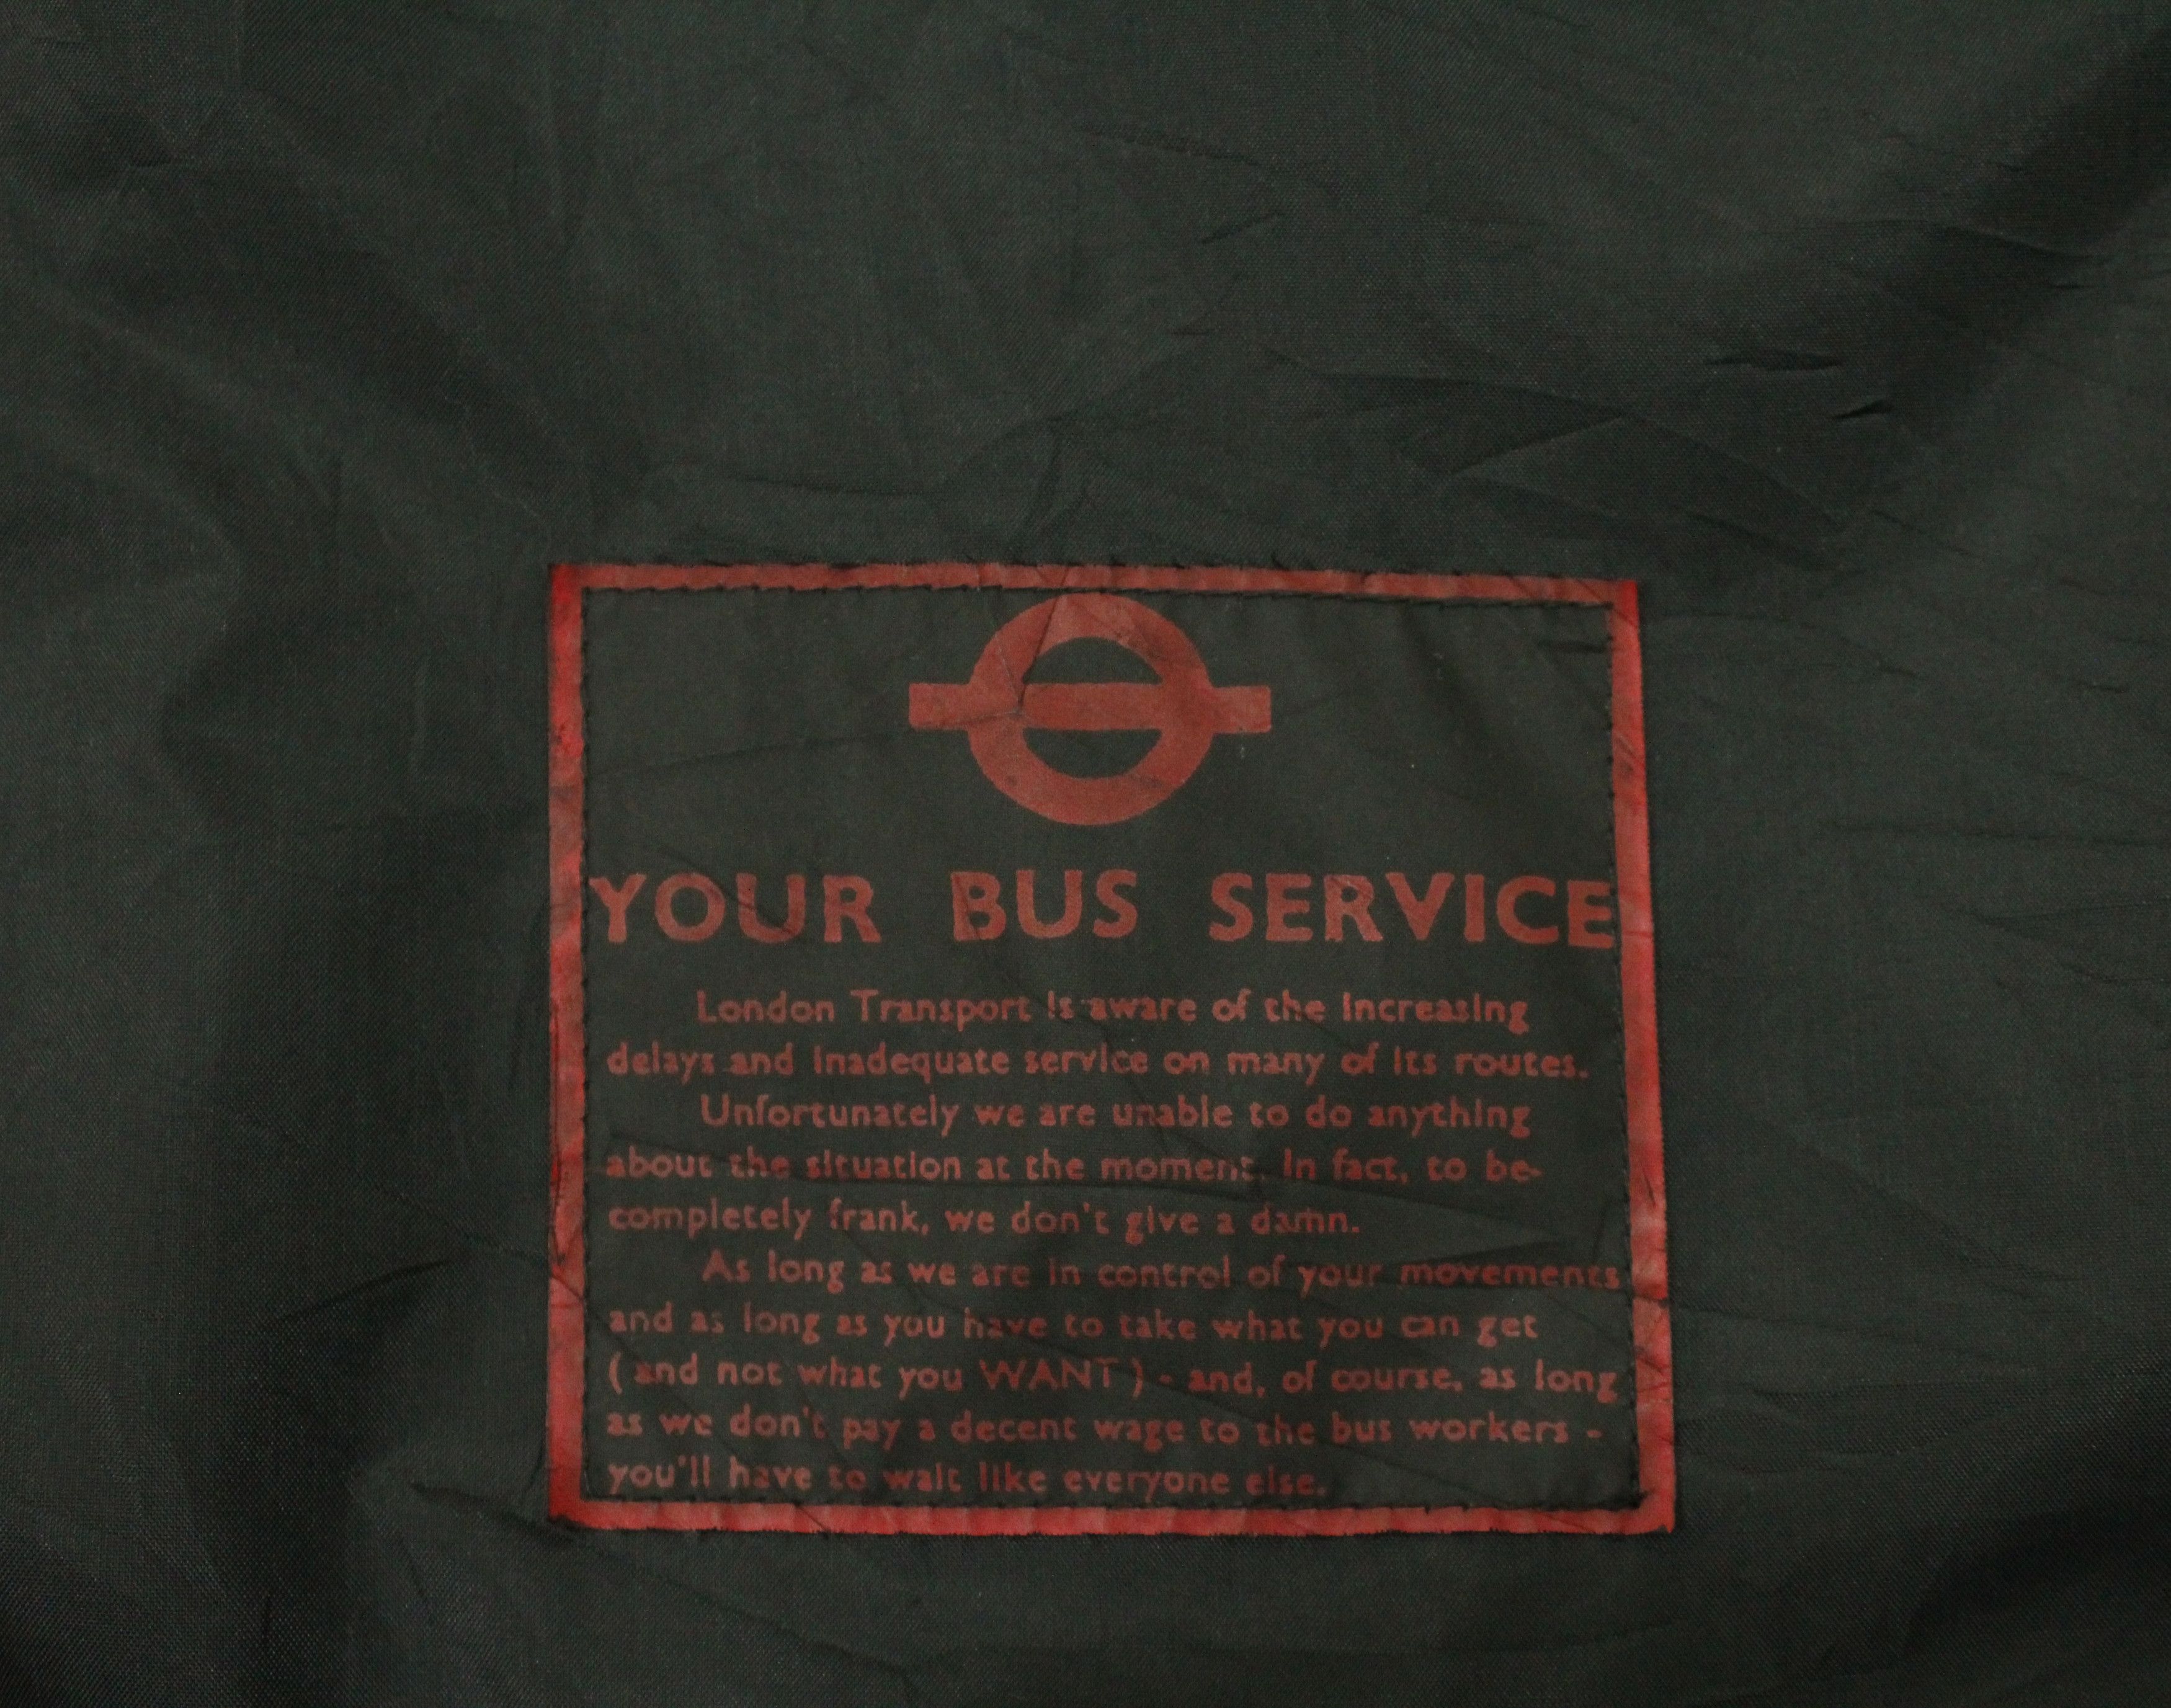 YOUR BUS SERVICE
London Transport is aware of the increasing
delays and inadequate service on many of its routes.
Unfortunately we are unable to do anything
about the situation at the moment. In fact, to be
completely frank, we don't give a damn.
As long as we are in control of your movements
and as long as you have to take what you can get
(and not what you WANT) - and, of course, as long
as we don't pay a decent wage to the bus workers -
you'll have to wait like everyone else.